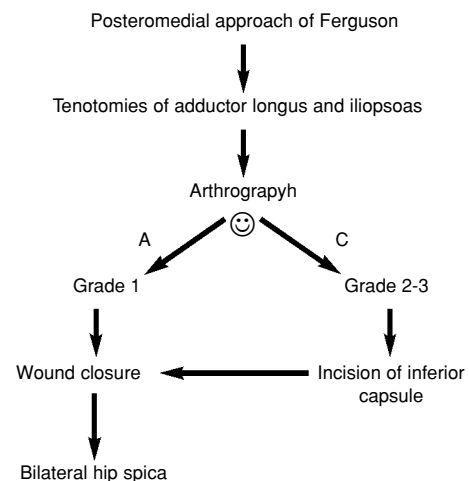 Posteromedial approach of Ferguson
Tenotomies of adductor longus and iliopsoas
Arthrograpyh
A
C
Grade 1
Grade 2-3
Wound closure
Incision of inferior
capsule
Bilateral hip spica